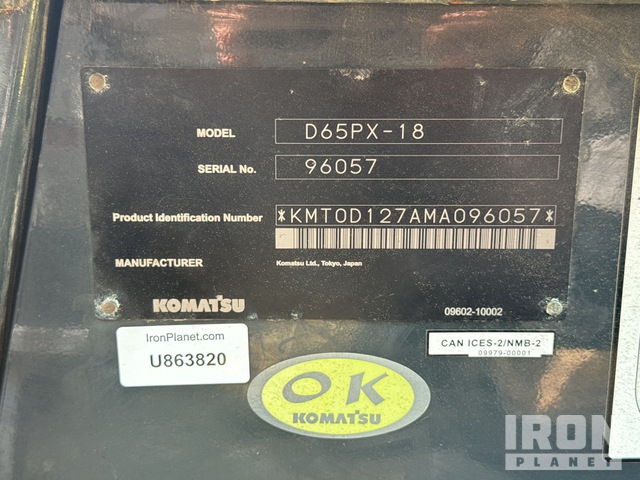 MODEL D65PX-18
SERIAL No. 96057
Product Identification Number *KMT0D127AMA096057*
MANUFACTURER Komatsu Ltd., Tokyo, Japan
KOMATSU 09602-10002
IronPlanet.com
U863820
CAN ICES-2/NMB-2
09979-00001
OK
KOMATSU
IRON
PLANET